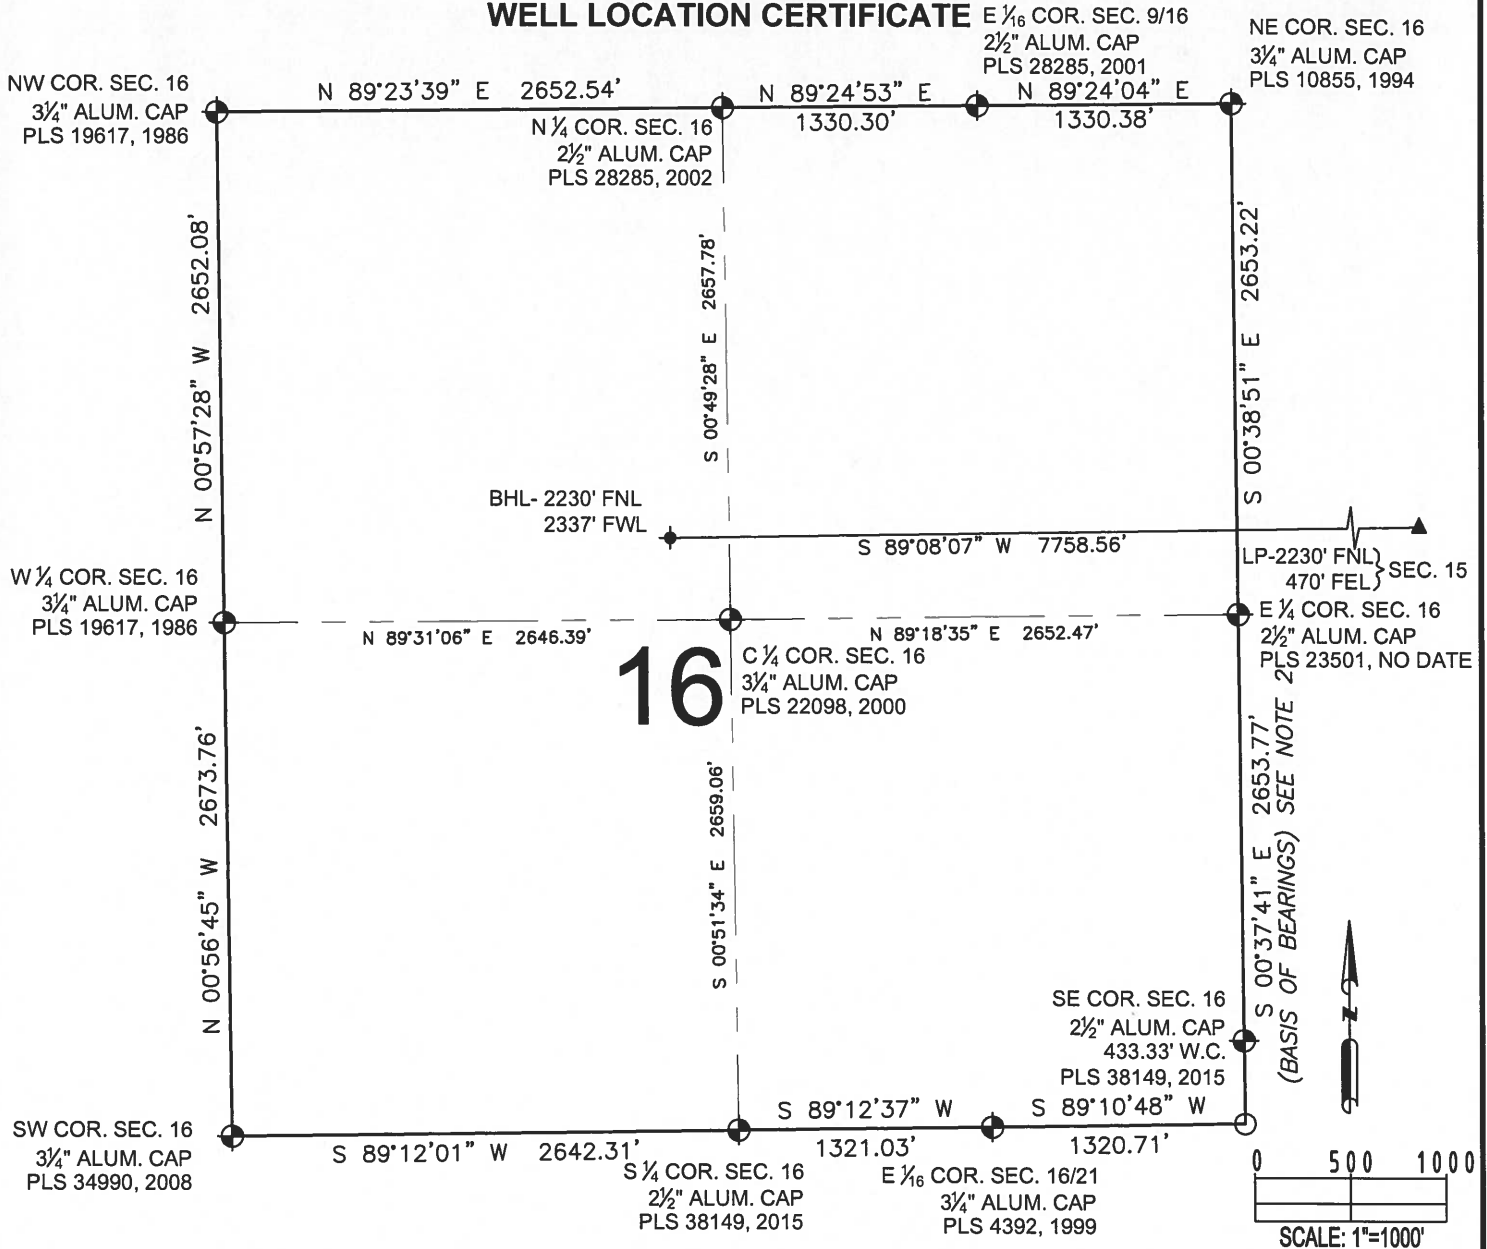 WELL LOCATION CERTIFICATE
E 1/16 COR. SEC. 9/16
2½" ALUM. CAP
PLS 28285, 2001
NE COR. SEC. 16
3¼" ALUM. CAP
PLS 10855, 1994
NW COR. SEC. 16
3¼" ALUM. CAP
PLS 19617, 1986
N 89°23'39" E 2652.54'
N 89°24'53" E
1330.30'
N 89°24'04" E
1330.38'
N ¼ COR. SEC. 16
2½" ALUM. CAP
PLS 28285, 2002
N 00°57'28" W 2652.08'
S 00°49'28" E 2657.78'
S 00°38'51" E 2653.22'
BHL- 2230' FNL
2337' FWL
S 89°08'07" W 7758.56'
LP-2230' FNL
470' FEL
SEC. 15
W ¼ COR. SEC. 16
3¼" ALUM. CAP
PLS 19617, 1986
N 89°31'06" E 2646.39'
N 89°18'35" E 2652.47'
E ¼ COR. SEC. 16
2½" ALUM. CAP
PLS 23501, NO DATE
16
C ¼ COR. SEC. 16
3¼" ALUM. CAP
PLS 22098, 2000
N 00°56'45" W 2673.76'
S 00°51'34" E 2659.06'
S 00°37'41" E 2653.77'
(BASIS OF BEARINGS) SEE NOTE 2
SE COR. SEC. 16
2½" ALUM. CAP
433.33' W.C.
PLS 38149, 2015
N
SW COR. SEC. 16
3¼" ALUM. CAP
PLS 34990, 2008
S 89°12'01" W 2642.31'
S 89°12'37" W
1321.03'
S 89°10'48" W
1320.71'
S ¼ COR. SEC. 16
2½" ALUM. CAP
PLS 38149, 2015
E 1/16 COR. SEC. 16/21
3¼" ALUM. CAP
PLS 4392, 1999
0 500 1000
SCALE: 1"=1000'